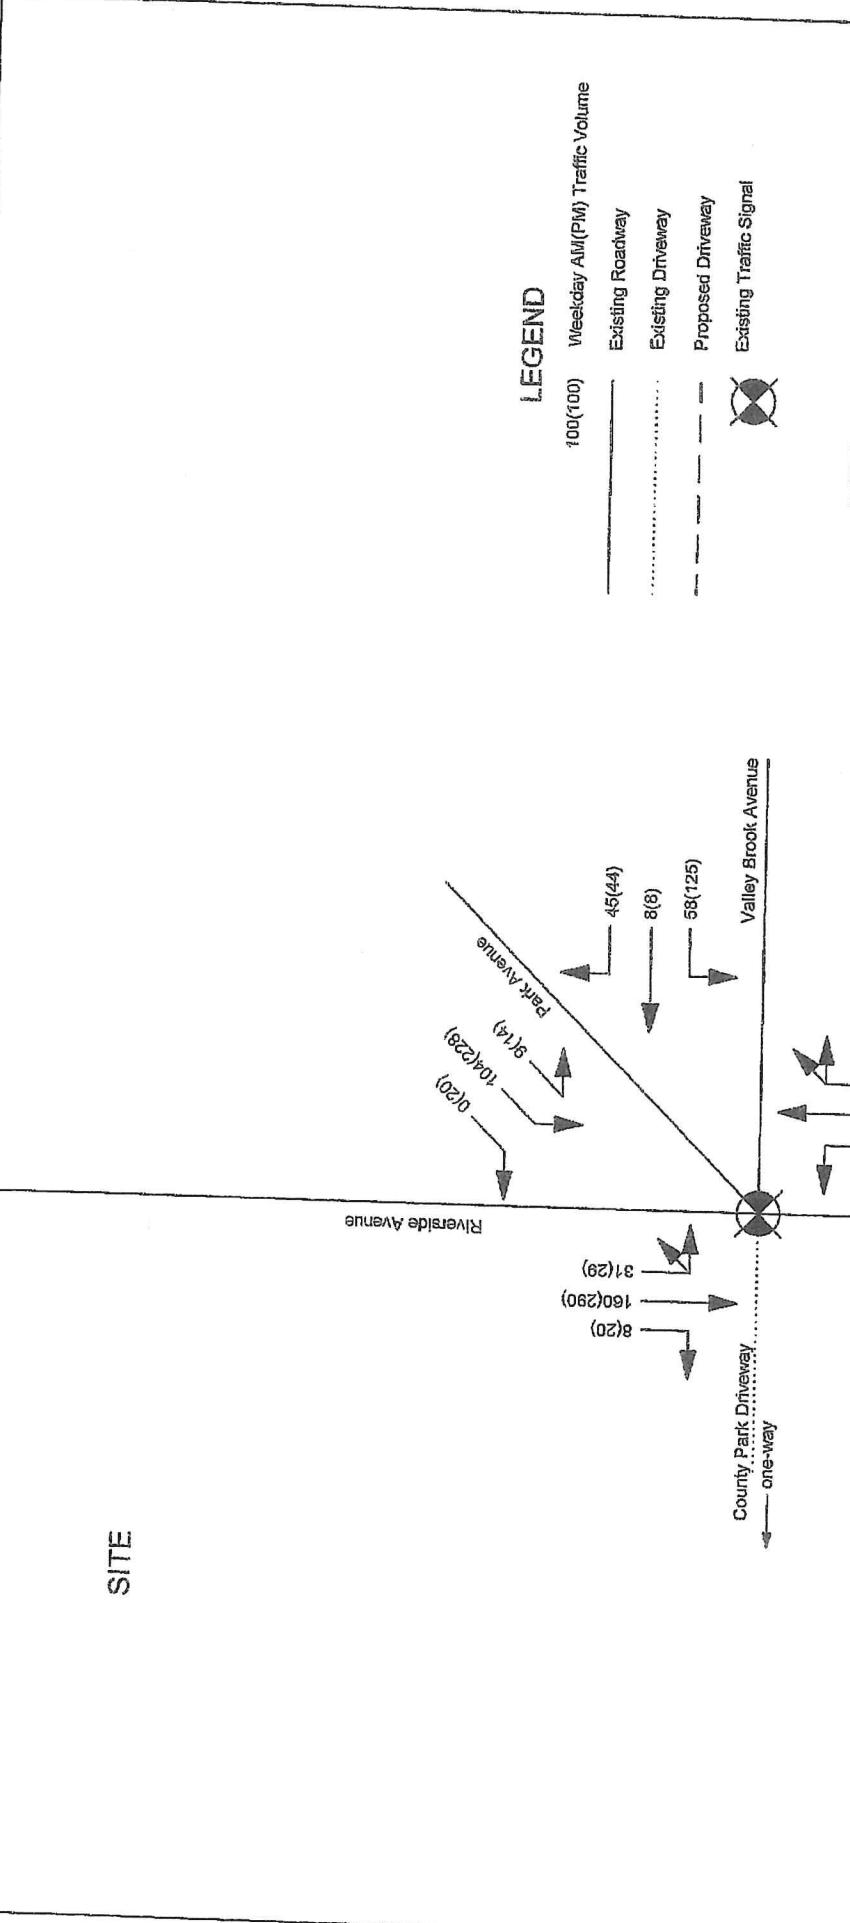 SITE
LEGEND
100(100) Weekday AM(PM) Traffic Volume
Existing Roadway
Existing Driveway
Proposed Driveway
Existing Traffic Signal
Riverside Avenue
Park Avenue
0(20)
104(228)
9(14)
45(44)
8(8)
58(125)
Valley Brook Avenue
31(29)
160(290)
8(20)
County Park Driveway
one-way